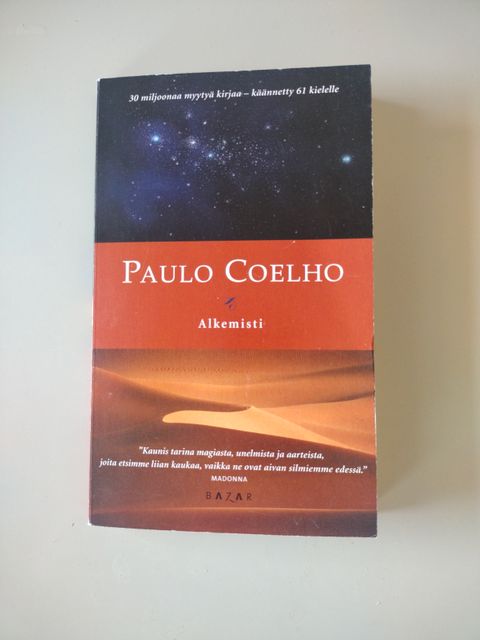 30 miljoonaa myytyä kirjaa – käännetty 61 kielelle
PAULO COELHO
Alkemisti
"Kaunis tarina magiasta, unelmista ja aarteista,
joita etsimme liian kaukaa, vaikka ne ovat aivan silmiemme edessä."
MADONNA
BAZAR